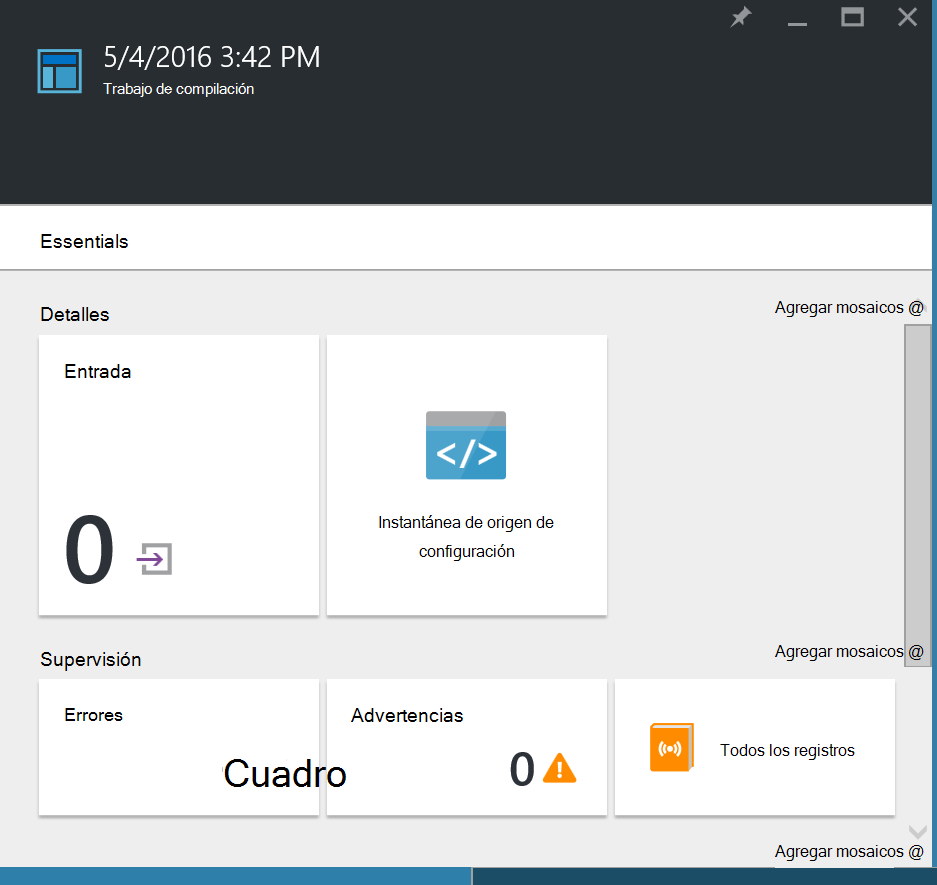 5/4/2016 3:42 PM
Trabajo de compilación
Essentials
Detalles
Agregar mosaicos @
Entrada
0
</>
Instantánea de origen de
configuración
Supervisión
Agregar mosaicos @
Errores
Cuadro
Advertencias
0
Todos los registros
Agregar mosaicos @